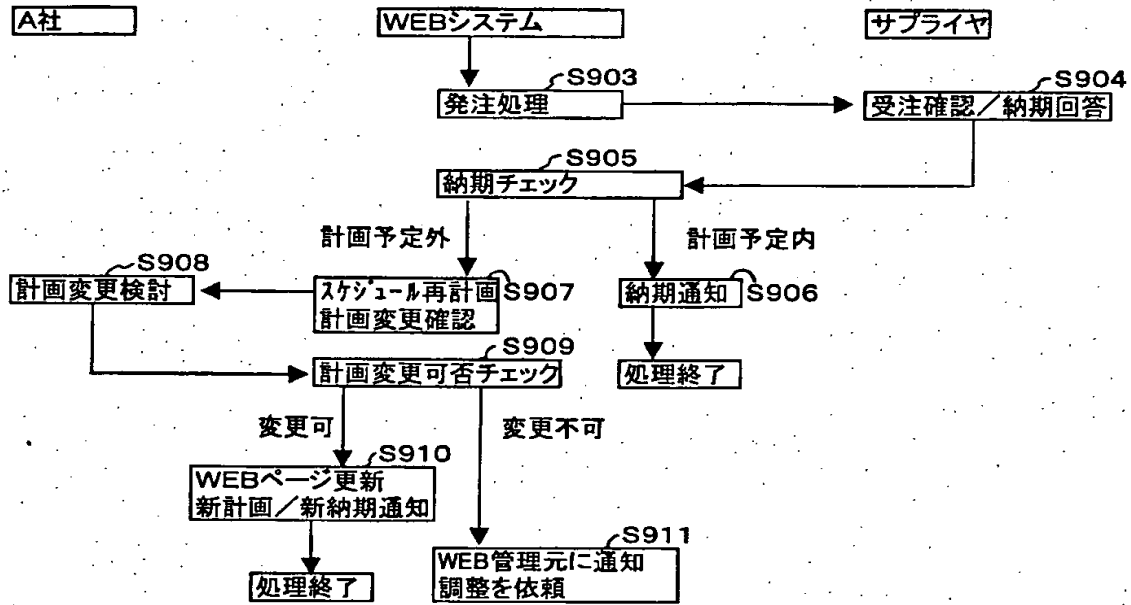 A社
WEBシステム
サプライヤ
S903
発注処理
S904
受注確認／納期回答
S905
納期チェック
計画予定外
計画予定内
S908
計画変更検討
スケジュール再計画
計画変更確認
S907
納期通知
S906
S909
計画変更可否チェック
処理終了
変更可
変更不可
S910
WEBページ更新
新計画／新納期通知
S911
WEB管理元に通知
調整を依頼
処理終了